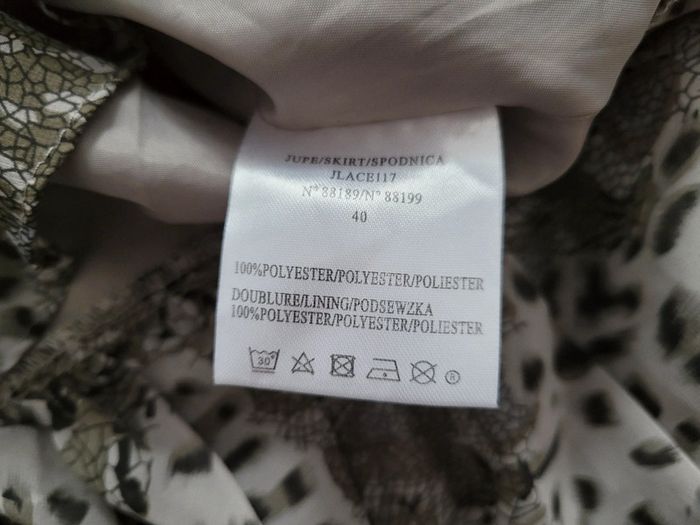 JUPE/SKIRT/SPODNICA
JLACE117
N° 88189/N° 88199
40
100%POLYESTER/POLYESTER/POLIESTER
DOUBLURE/LINING/PODSEWZKA
100%POLYESTER/POLYESTER/POLIESTER
30° ®